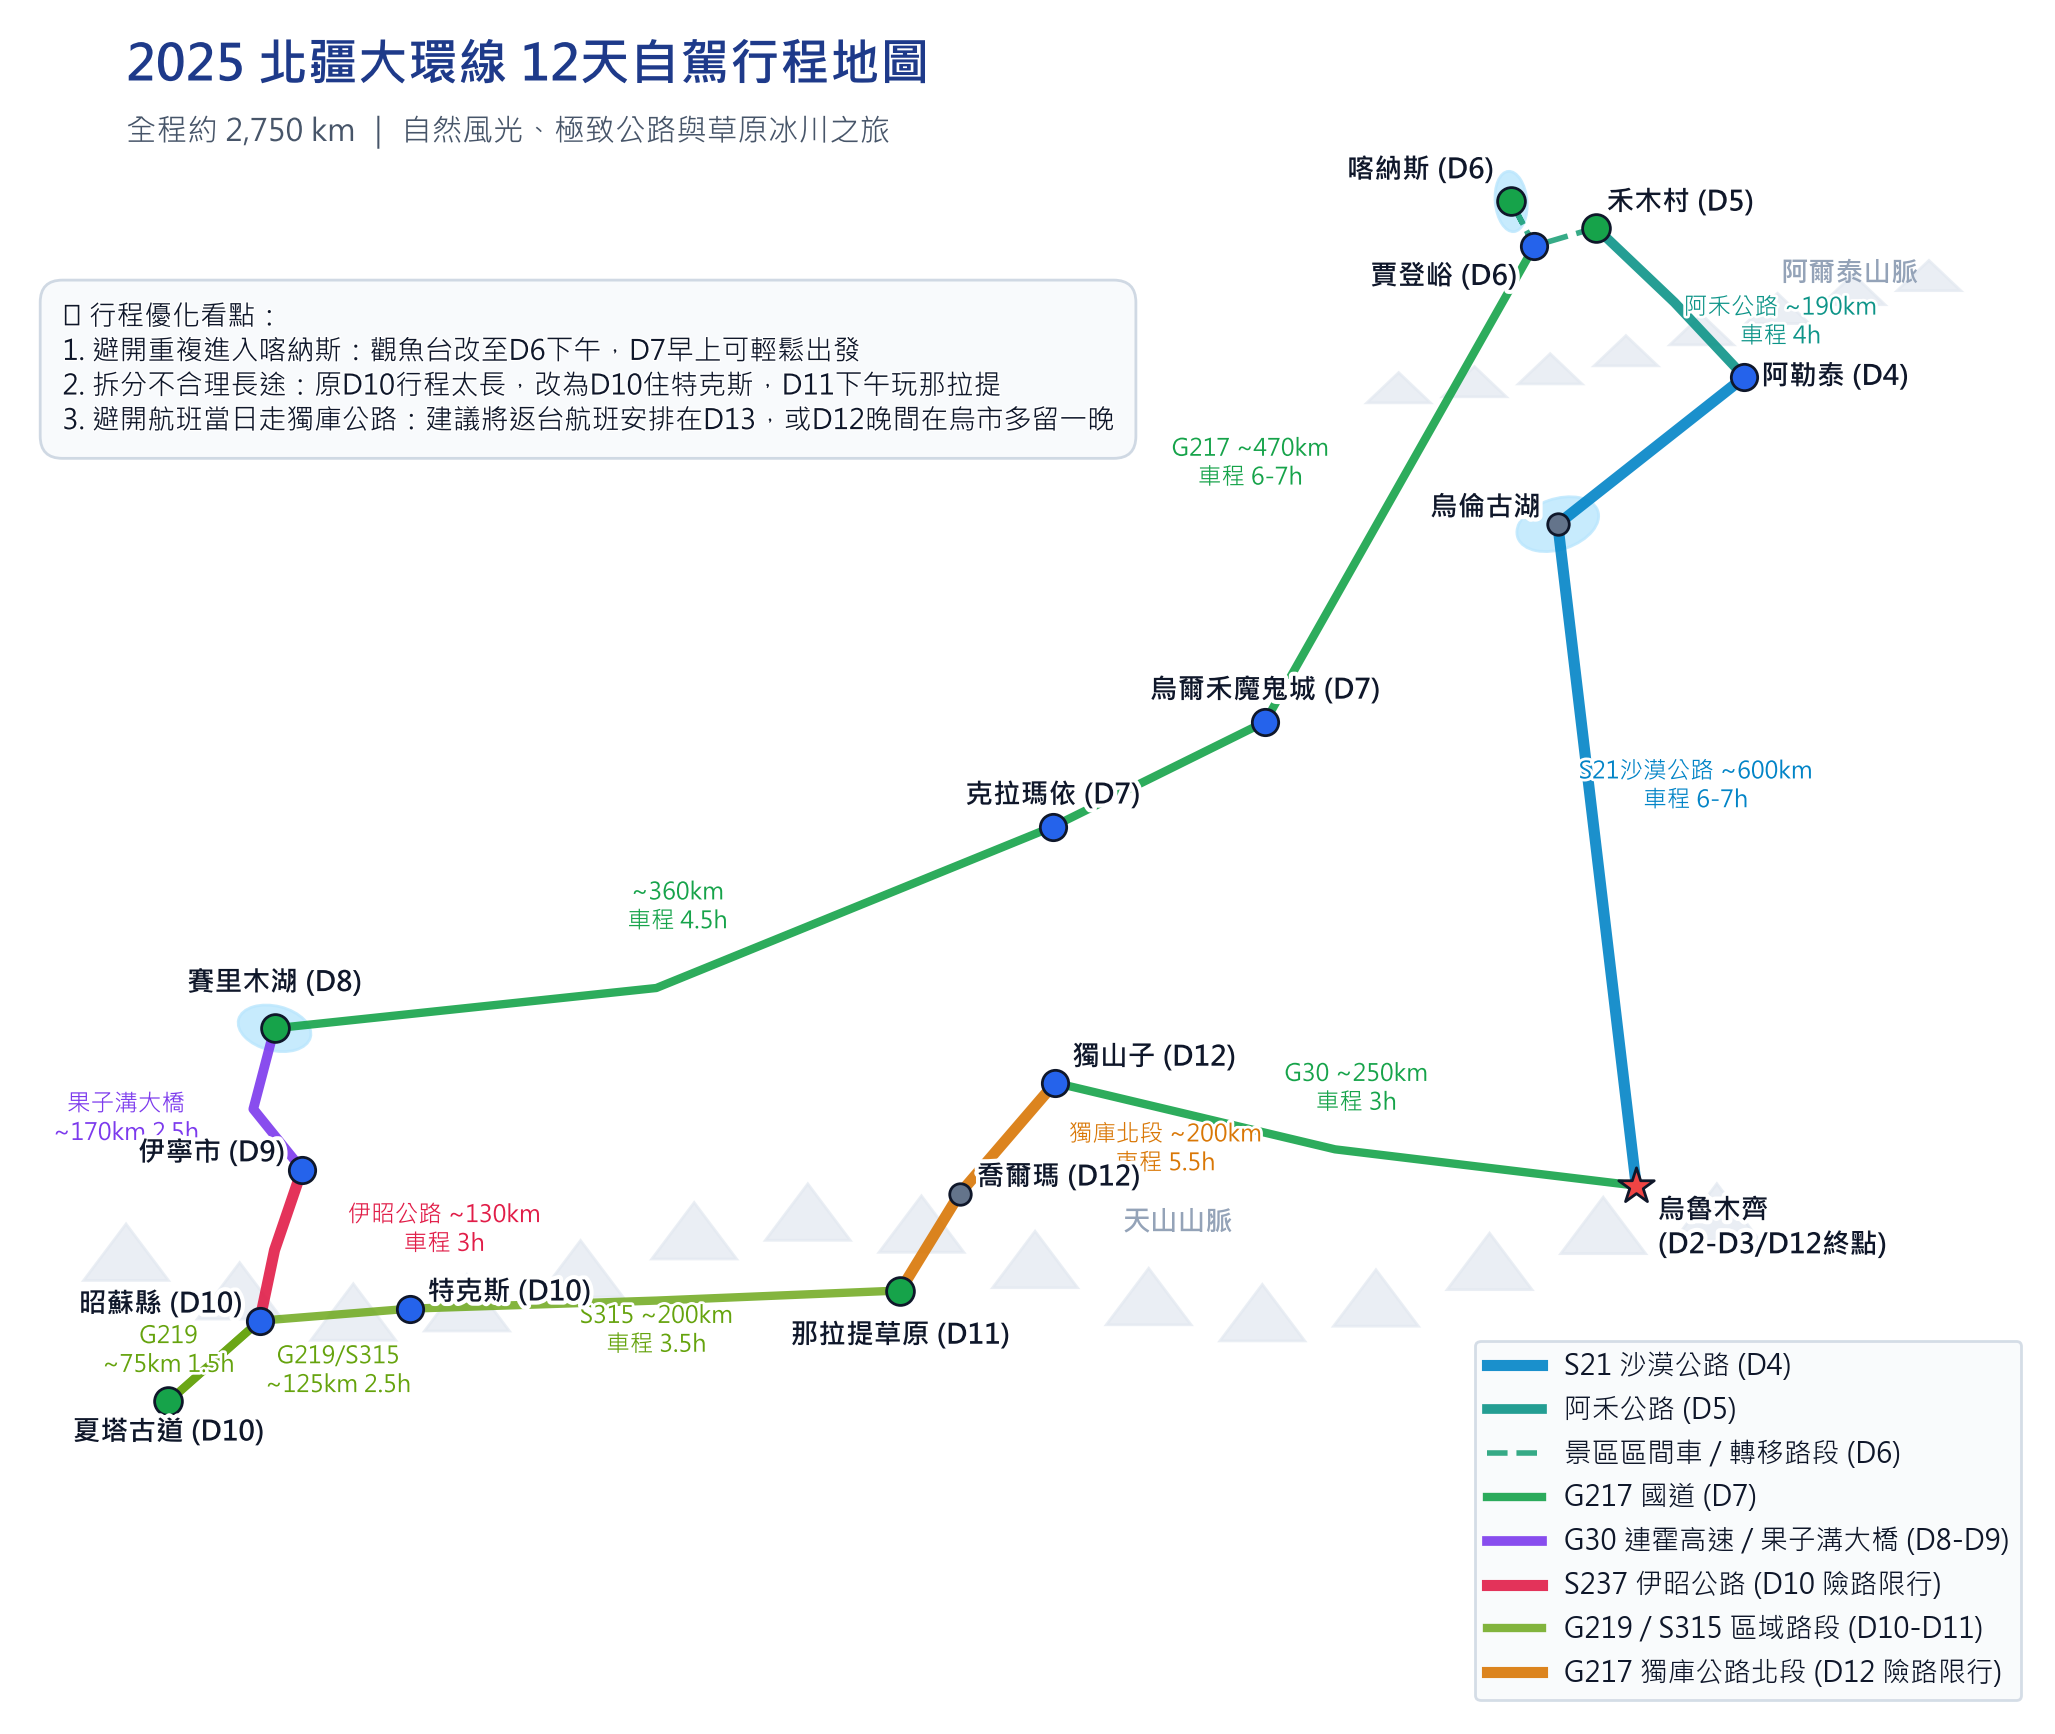 2025 北疆大環線 12天自駕行程地圖
全程約 2,750 km ｜ 自然風光、極致公路與草原冰川之旅
喀納斯 (D6)
禾木村 (D5)
賈登峪 (D6)
阿爾泰山脈
阿禾公路 ~190km
車程 4h
阿勒泰 (D4)
行程優化看點：
1. 避開重複進入喀納斯：觀魚台改至D6下午，D7早上可輕鬆出發
2. 拆分不合理長途：原D10行程太長，改為D10住特克斯，D11下午玩那拉提
3. 避開航班當日走獨庫公路：建議將返台航班安排在D13，或D12晚間在烏市多留一晚
G217 ~470km
車程 6-7h
烏倫古湖
烏爾禾魔鬼城 (D7)
S21沙漠公路 ~600km
車程 6-7h
克拉瑪依 (D7)
~360km
車程 4.5h
賽里木湖 (D8)
獨山子 (D12)
G30 ~250km
車程 3h
果子溝大橋
~170km 2.5h
伊寧市 (D9)
獨庫北段 ~200km
車程 5.5h
喬爾瑪 (D12)
天山山脈
伊昭公路 ~130km
車程 3h
烏魯木齊
(D2-D3/D12終點)
昭蘇縣 (D10)
特克斯 (D10)
S315 ~200km
車程 3.5h
那拉提草原 (D11)
G219
~75km 1.5h
G219/S315
~125km 2.5h
夏塔古道 (D10)
S21 沙漠公路 (D4)
阿禾公路 (D5)
景區區間車 / 轉移路段 (D6)
G217 國道 (D7)
G30 連霍高速 / 果子溝大橋 (D8-D9)
S237 伊昭公路 (D10 險路限行)
G219 / S315 區域路段 (D10-D11)
G217 獨庫公路北段 (D12 險路限行)